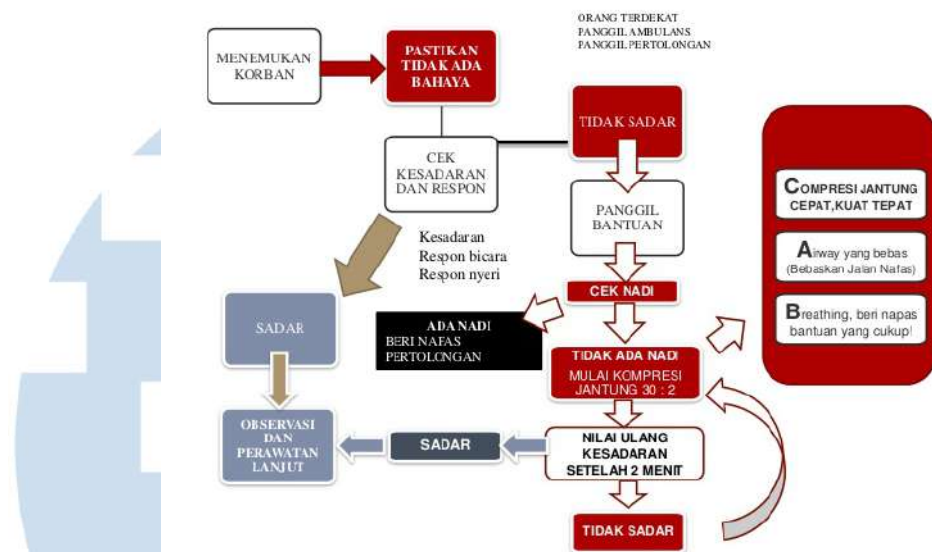 ORANG TERDEKAT
PANGGIL AMBULANS
PANGGIL PERTOLONGAN
MENEMUKAN
KORBAN
PASTIKAN
TIDAK ADA
BAHAYA
TIDAK SADAR
CEK
KESADARAN
DAN RESPON
PANGGIL
BANTUAN
COMPRESI JANTUNG
CEPAT,KUAT TEPAT
Airway yang bebas
(Bebaskan Jalan Nafas)
Breathing, beri napas
bantuan yang cukup!
Kesadaran
Respon bicara
Respon nyeri
CEK NADI
SADAR
ADA NADI
BERI NAFAS
PERTOLONGAN
TIDAK ADA NADI
MULAI KOMPRESI
JANTUNG 30 : 2
OBSERVASI
DAN
PERAWATAN
LANJUT
SADAR
NILAI ULANG
KESADARAN
SETELAH 2 MENIT
TIDAK SADAR